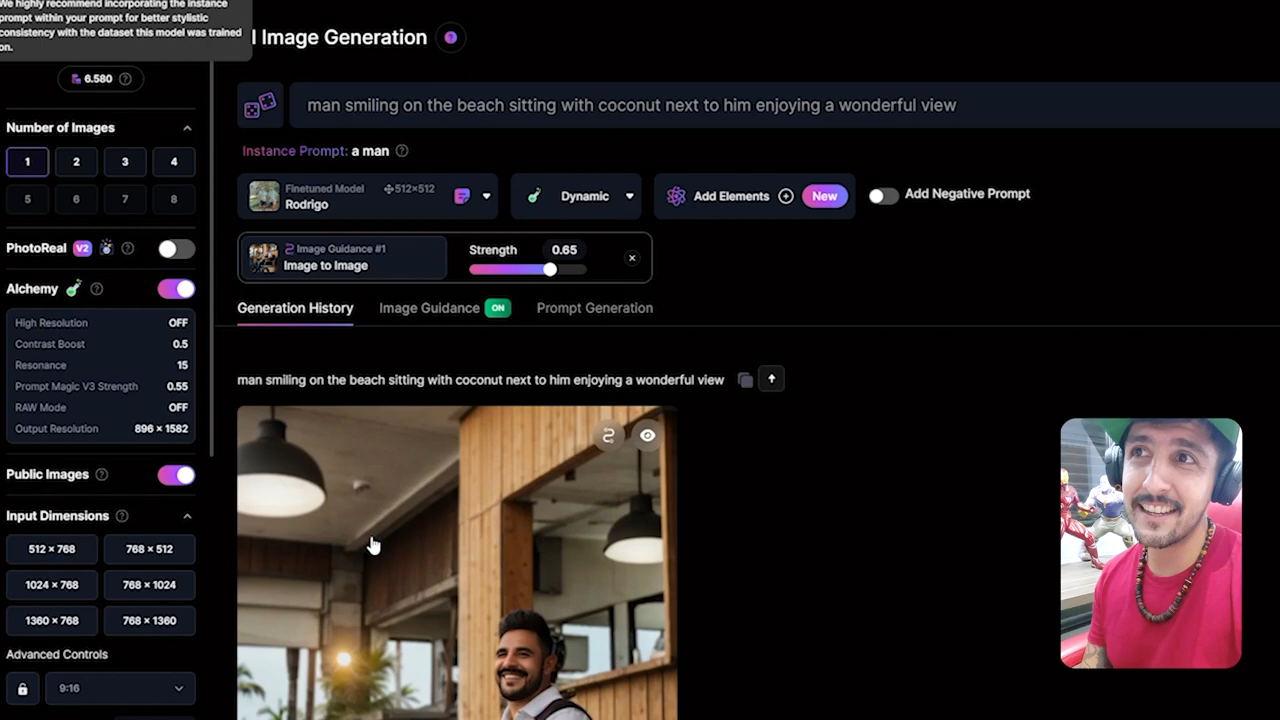 We highly recommend incorporating the instance
prompt within your prompt for better stylistic
consistency with the dataset this model was trained
on.
I Image Generation
6.580
Number of Images
1 2 3 4
5 6 7 8
PhotoReal V2
Alchemy
High Resolution OFF
Contrast Boost 0.5
Resonance 15
Prompt Magic V3 Strength 0.55
RAW Mode OFF
Output Resolution 896 × 1582
Public Images
Input Dimensions
512 × 768 768 × 512
1024 × 768 768 × 1024
1360 × 768 768 × 1360
Advanced Controls
9:16
man smiling on the beach sitting with coconut next to him enjoying a wonderful view
Instance Prompt: a man
Finetuned Model 512×512
Rodrigo
Dynamic
Add Elements New
Add Negative Prompt
Image Guidance #1
Image to Image
Strength 0.65
Generation History Image Guidance ON Prompt Generation
man smiling on the beach sitting with coconut next to him enjoying a wonderful view